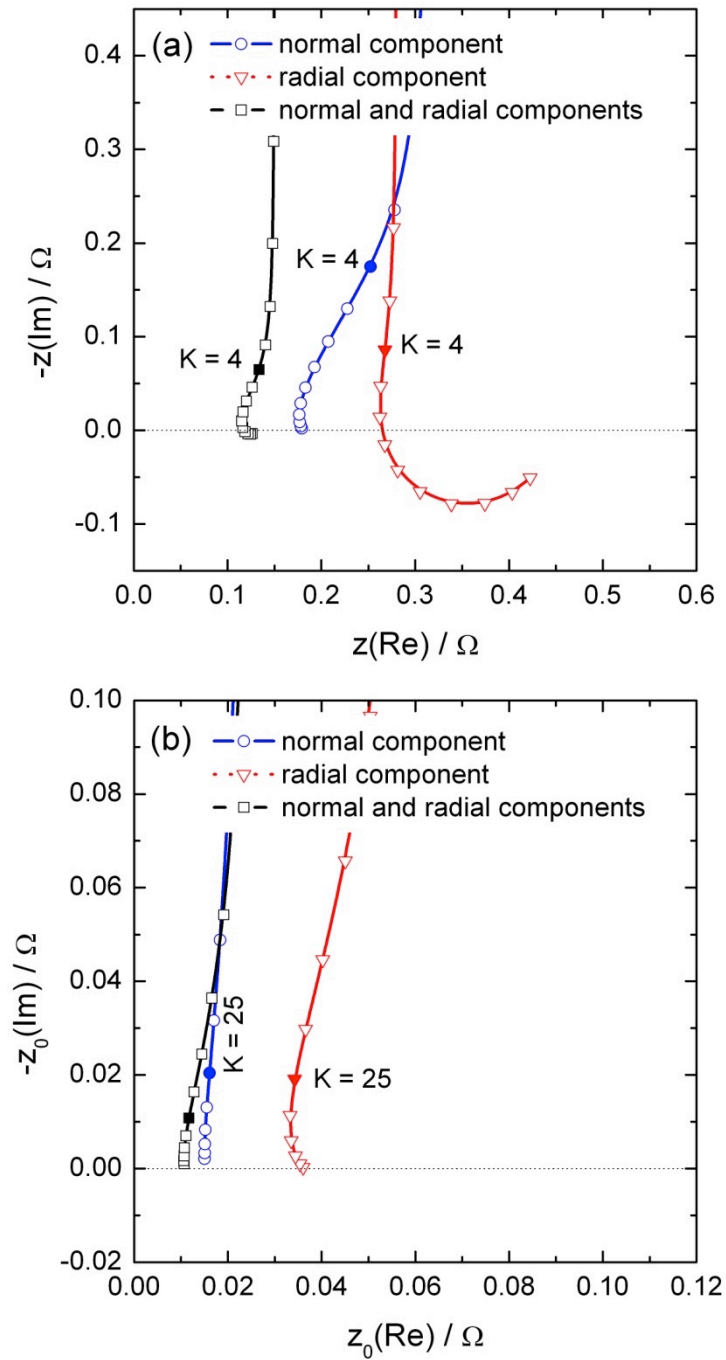 (a)
normal component
radial component
normal and radial components
0.4
0.3
0.2
0.1
0.0
-0.1
-z(Im) / Ω
K = 4
K = 4
K = 4
0.0 0.1 0.2 0.3 0.4 0.5 0.6
z(Re) / Ω
(b)
normal component
radial component
normal and radial components
0.10
0.08
0.06
0.04
0.02
0.00
-0.02
-z₀(Im) / Ω
K = 25
K = 25
0.00 0.02 0.04 0.06 0.08 0.10 0.12
z₀(Re) / Ω